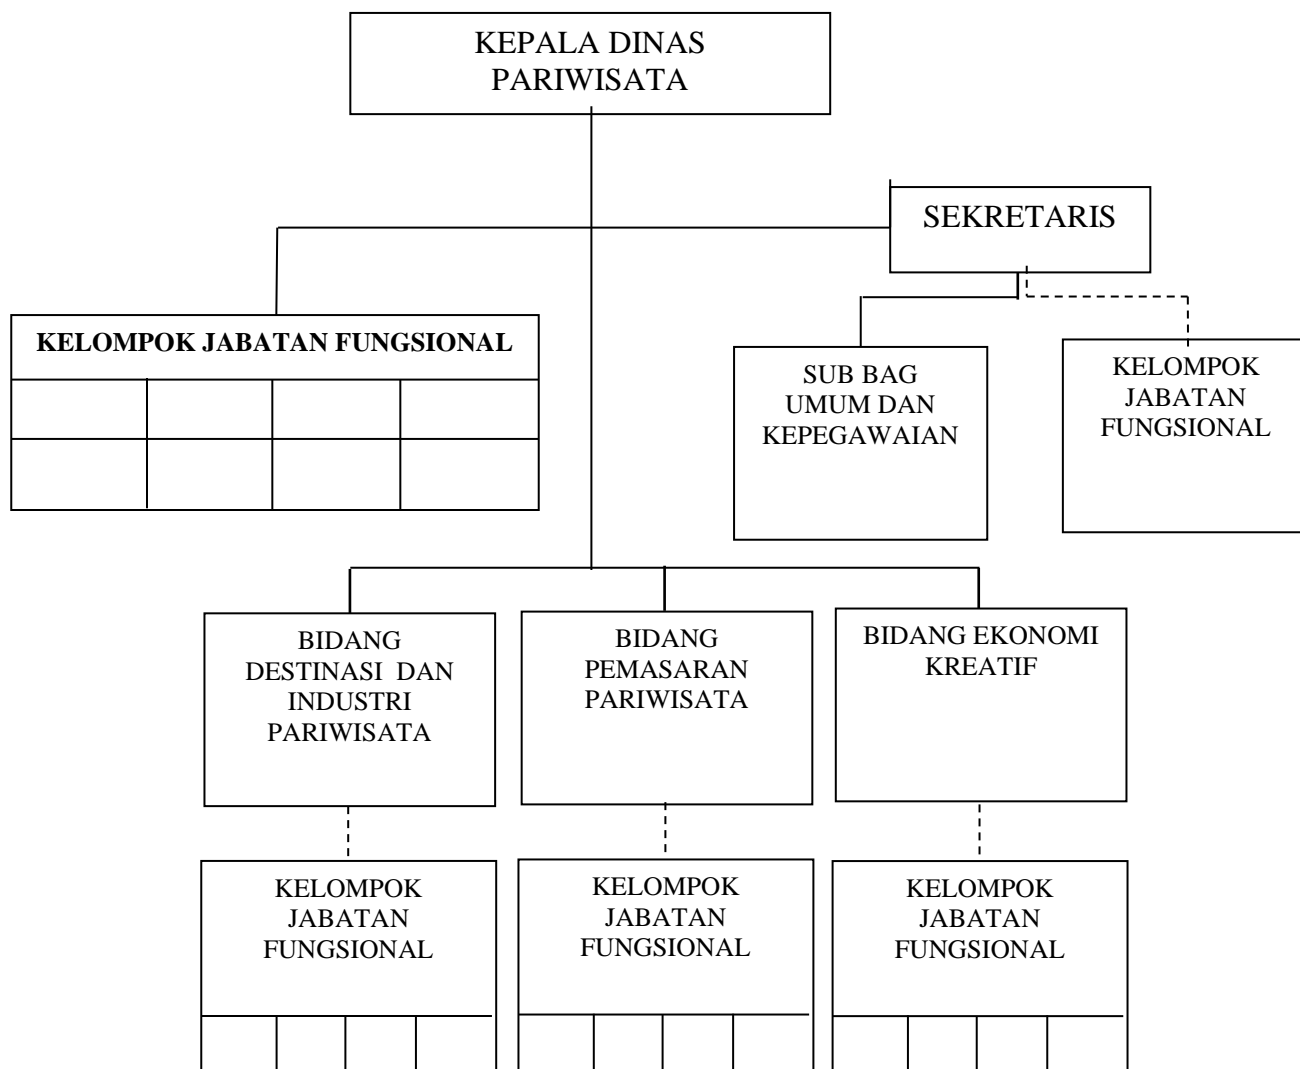 KEPALA DINAS
PARIWISATA
SEKRETARIS
KELOMPOK JABATAN FUNGSIONAL
SUB BAG
UMUM DAN
KEPEGAWAIAN
KELOMPOK
JABATAN
FUNGSIONAL
BIDANG
DESTINASI DAN
INDUSTRI
PARIWISATA
BIDANG
PEMASARAN
PARIWISATA
BIDANG EKONOMI
KREATIF
KELOMPOK
JABATAN
FUNGSIONAL
KELOMPOK
JABATAN
FUNGSIONAL
KELOMPOK
JABATAN
FUNGSIONAL